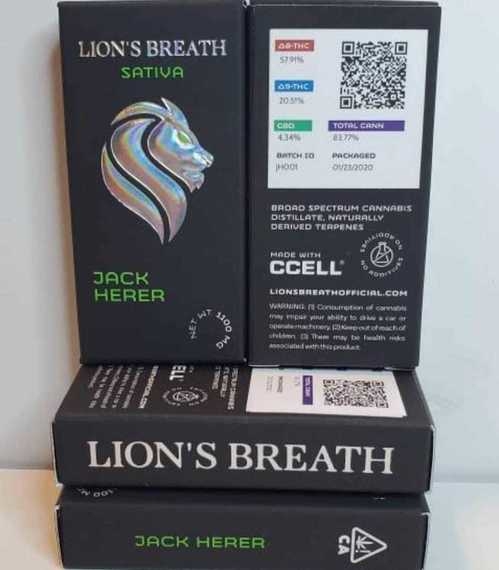 LION'S BREATH
SATIVA
JACK
HERER
NET WT 1100 MG
Δ8-THC
57.91%
Δ9-THC
20.51%
CBD
4.34%
TOTAL CANN
83.77%
BATCH ID
JH001
PACKAGED
01/23/2020
BROAD SPECTRUM CANNABIS
DISTILLATE, NATURALLY
DERIVED TERPENES
MADE WITH
CCELL®
NO ADDITIVES
LIONSBREATHOFFICIAL.COM
WARNING: (1) Consumption of cannabis
may impair your ability to drive a car or
operate machinery. (2) Keep out of reach of
children. (3) There may be health risks
associated with this product.
LION'S BREATH
JACK HERER
CA